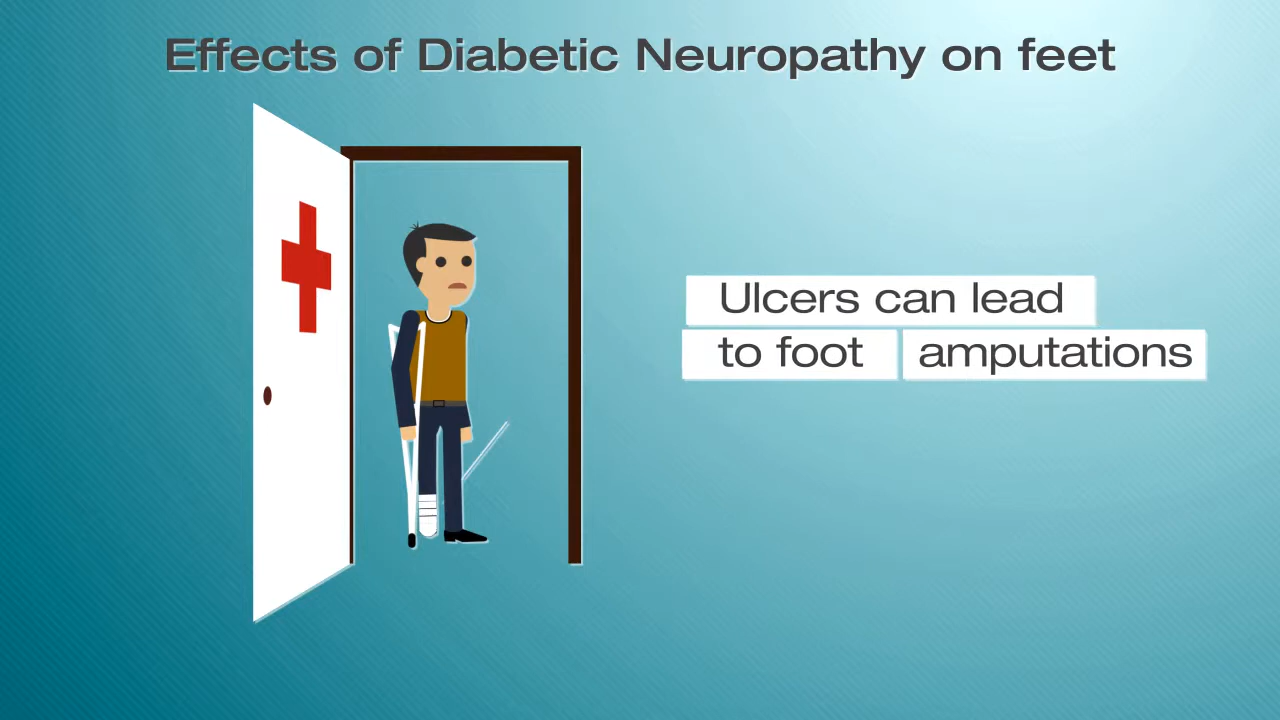 Effects of Diabetic Neuropathy on feet
Ulcers can lead
to foot amputations